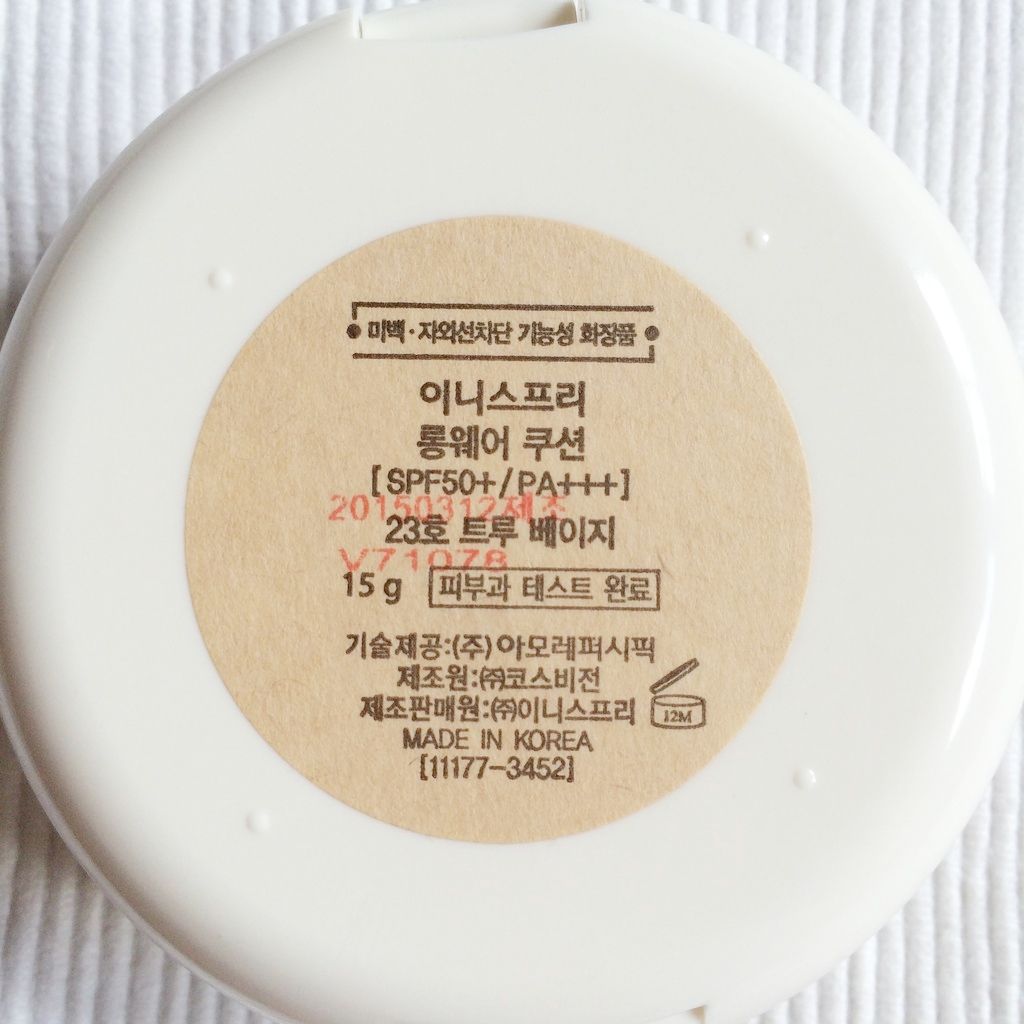 미백·자외선차단 기능성 화장품
이니스프리
롱웨어 쿠션
[SPF50+/PA+++]
20150312제조
23호 트루 베이지
V71078
15 g 피부과 테스트 완료
기술제공:(주)아모레퍼시픽
제조원:㈜코스비전
제조판매원:㈜이니스프리
12M
MADE IN KOREA
[11177-3452]